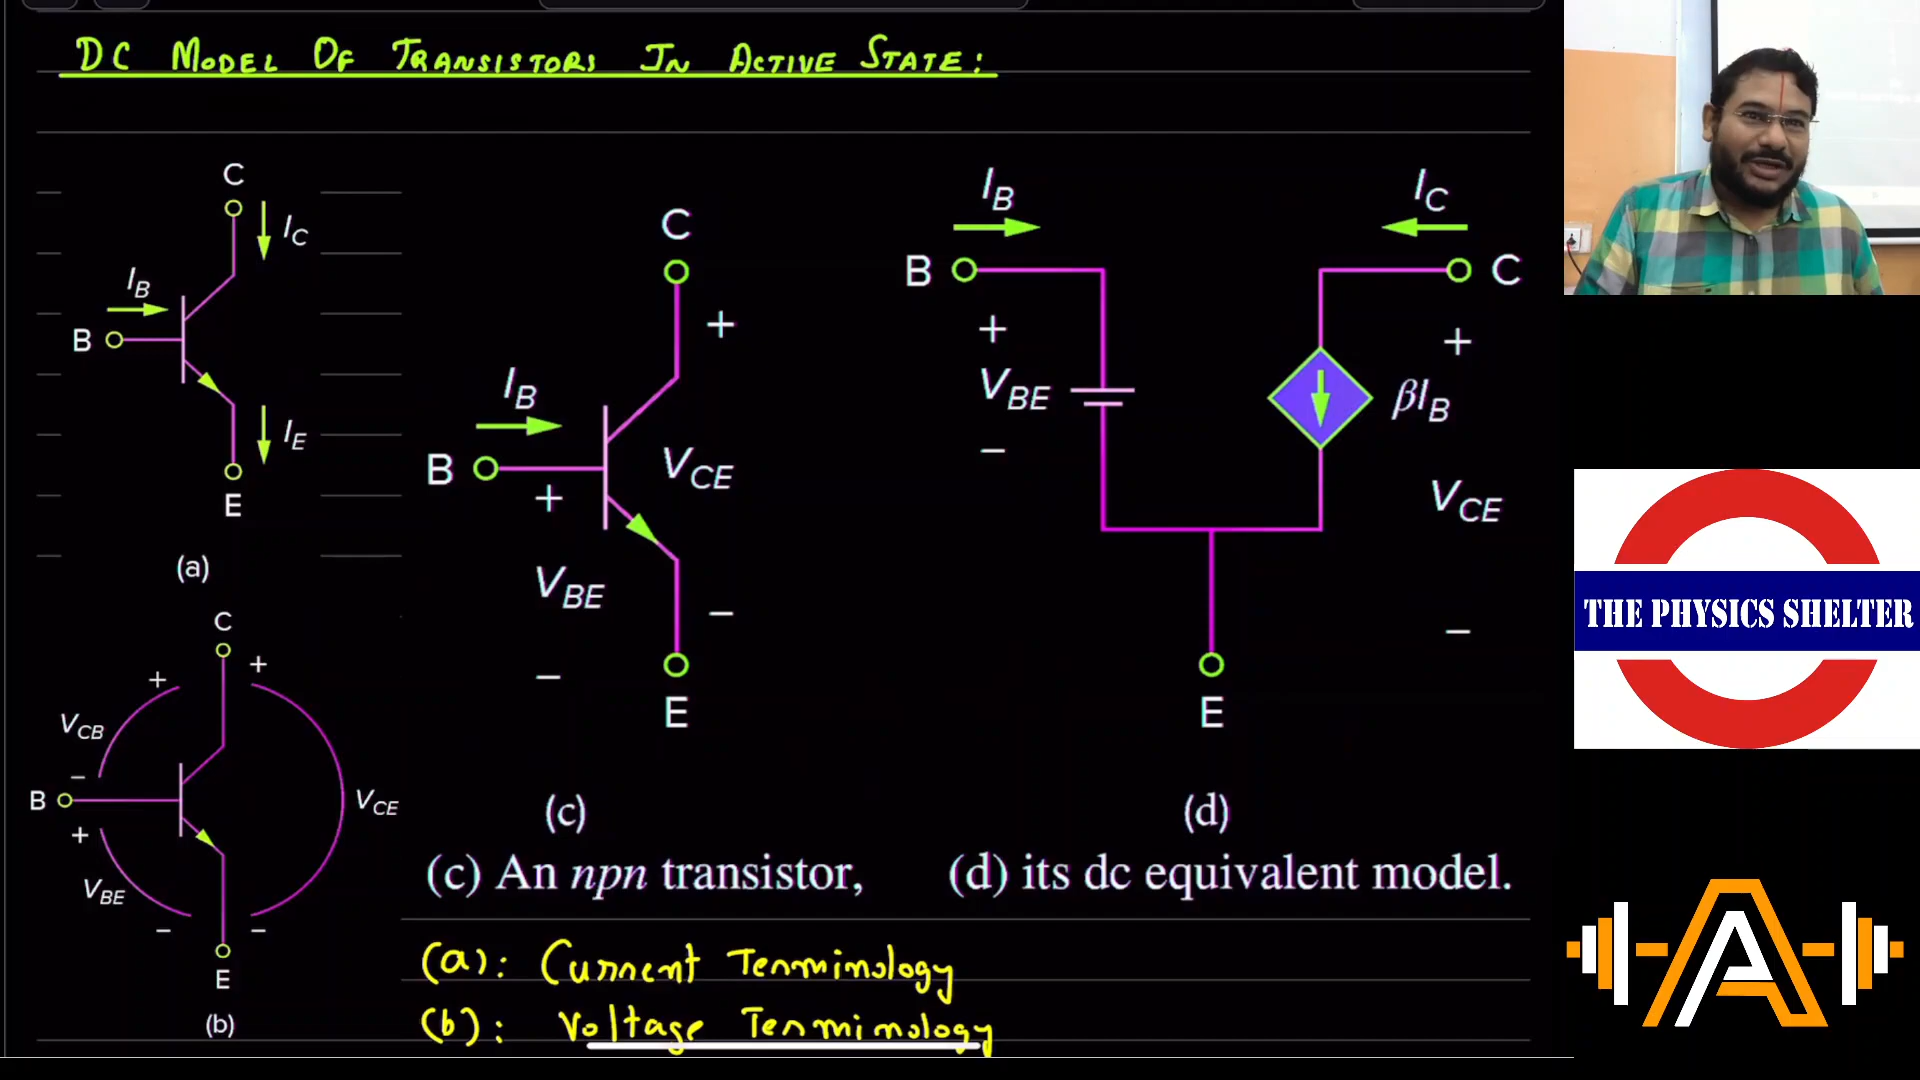 DC MODEL OF TRANSISTORS IN ACTIVE STATE:
C
I_C
I_B
B
I_E
E
(a)
C
+ +
V_CB
−
B
+
V_CE
V_BE
− −
E
(b)
C
+
I_B
B
+
V_CE
V_BE
−
−
E
(c)
I_B
I_C
B
C
+
+
V_BE
βI_B
−
V_CE
−
E
(d)
(c) An npn transistor, (d) its dc equivalent model.
(a): Current Terminology
(b): Voltage Terminology
THE PHYSICS SHELTER
A